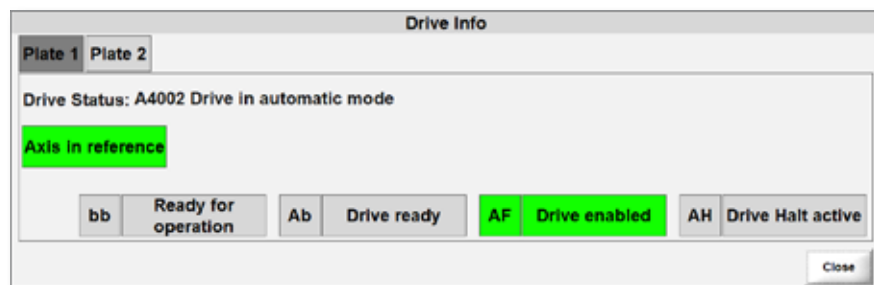 Drive Info
Plate 1 Plate 2
Drive Status: A4002 Drive in automatic mode
Axis in reference
bb Ready for operation Ab Drive ready AF Drive enabled AH Drive Halt active
Close